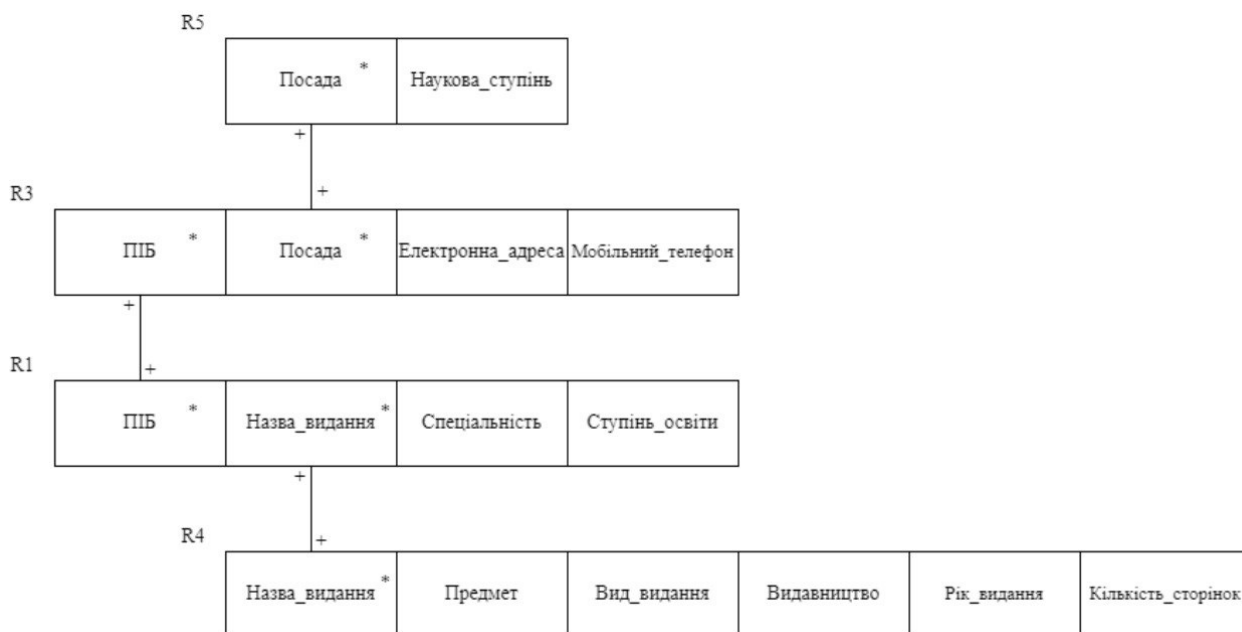 R5
Посада * Наукова_ступінь
+
+
R3
ПІБ * Посада * Електронна_адреса Мобільний_телефон
+
+
R1
ПІБ * Назва_видання * Спеціальність Ступінь_освіти
+
+
R4
Назва_видання * Предмет Вид_видання Видавництво Рік_видання Кількість_сторінок